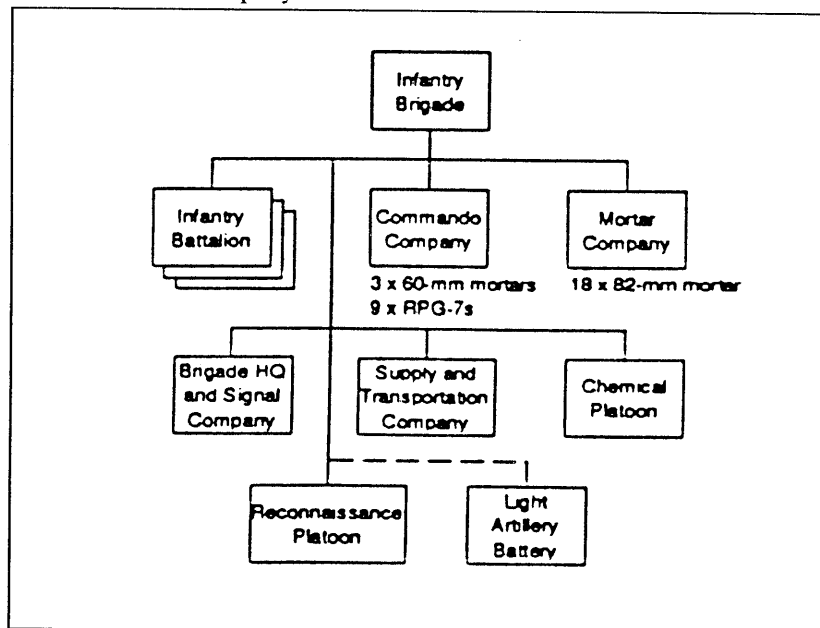 Infantry
Brigade
Infantry
Battalion
Commando
Company
Mortar
Company
3 x 60-mm mortars
9 x RPG-7s
18 x 82-mm mortar
Brigade HQ
and Signal
Company
Supply and
Transportation
Company
Chemical
Platoon
Reconnaissance
Platoon
Light
Artillery
Battery